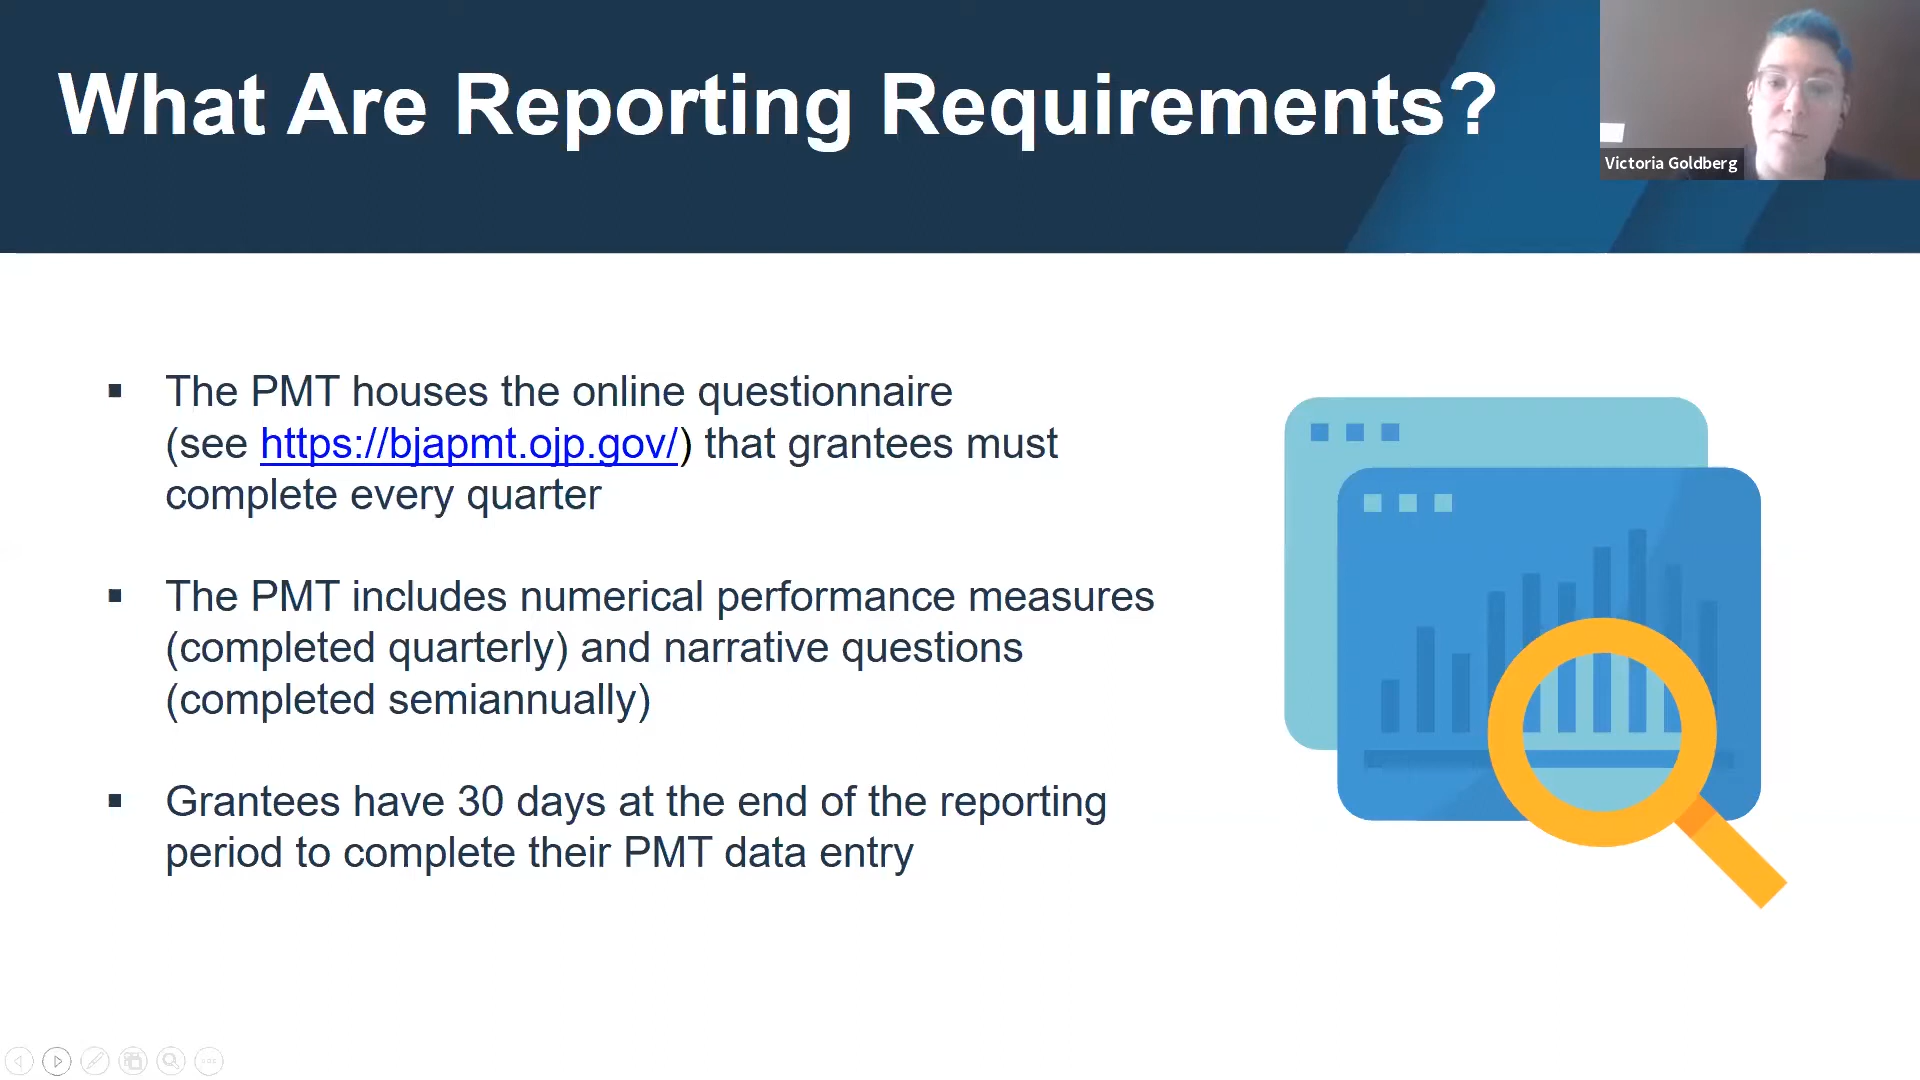 What Are Reporting Requirements?
Victoria Goldberg
▪ The PMT houses the online questionnaire
(see https://bjapmt.ojp.gov/) that grantees must
complete every quarter
▪ The PMT includes numerical performance measures
(completed quarterly) and narrative questions
(completed semiannually)
▪ Grantees have 30 days at the end of the reporting
period to complete their PMT data entry